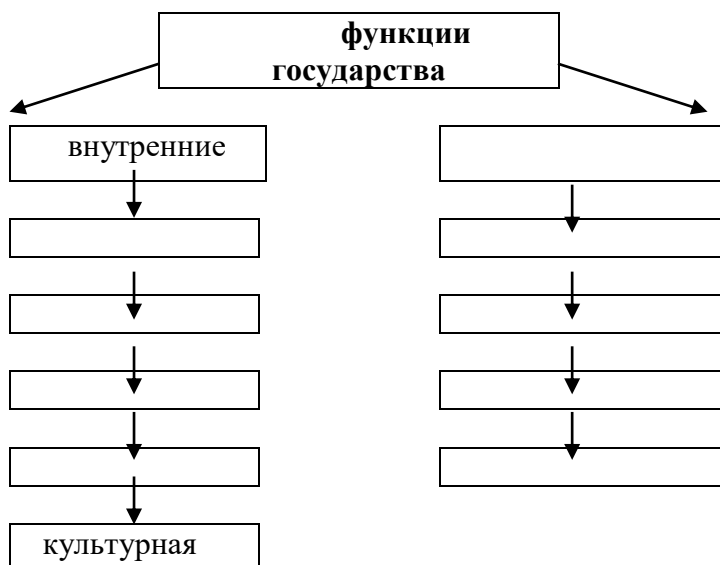 функции
государства
внутренние
культурная